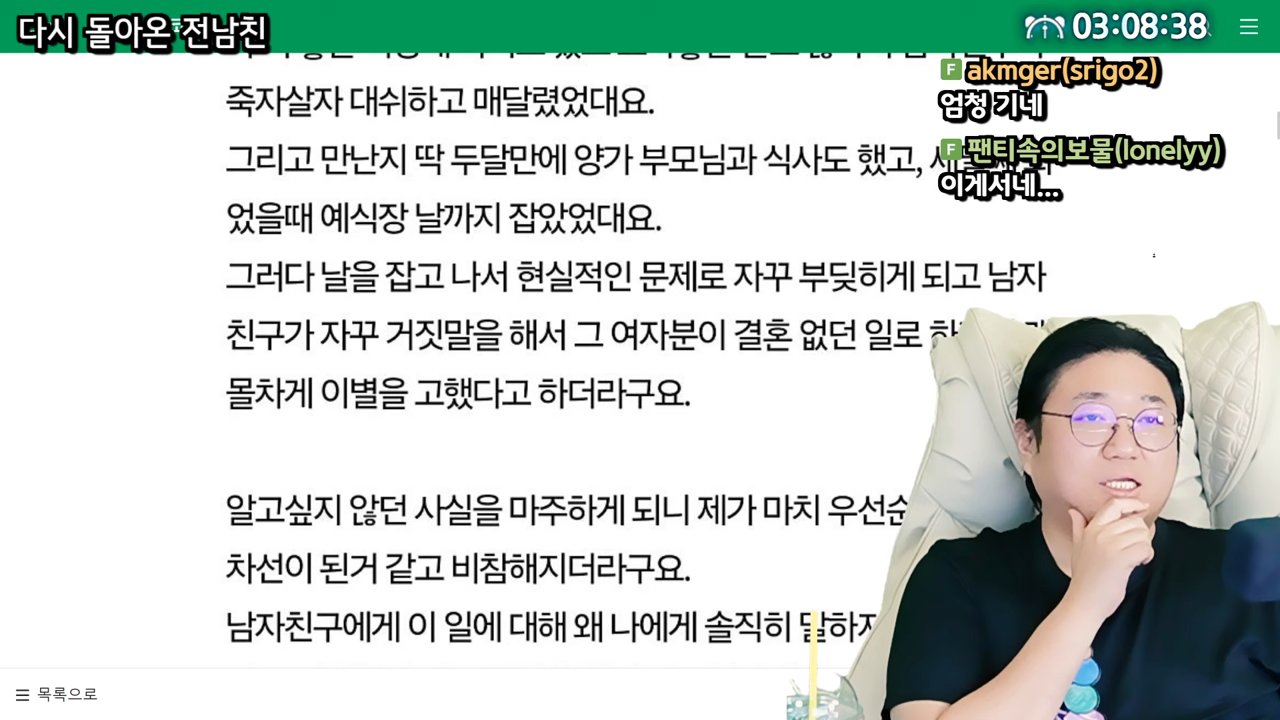 다시 돌아온 전남친
03:08:38
akmger(srigo2)
엄청 기네
팬티속의보물(lonelyy)
이게서네...
죽자살자 대쉬하고 매달렸었대요.
그리고 만난지 딱 두달만에 양가 부모님과 식사도 했고,
었을때 예식장 날까지 잡았었대요.
그러다 날을 잡고 나서 현실적인 문제로 자꾸 부딪히게 되고 남자
친구가 자꾸 거짓말을 해서 그 여자분이 결혼 없던 일로
몰차게 이별을 고했다고 하더라구요.
알고싶지 않던 사실을 마주하게 되니 제가 마치
차선이 된거 같고 비참해지더라구요.
남자친구에게 이 일에 대해 왜 나에게 솔직히
목록으로